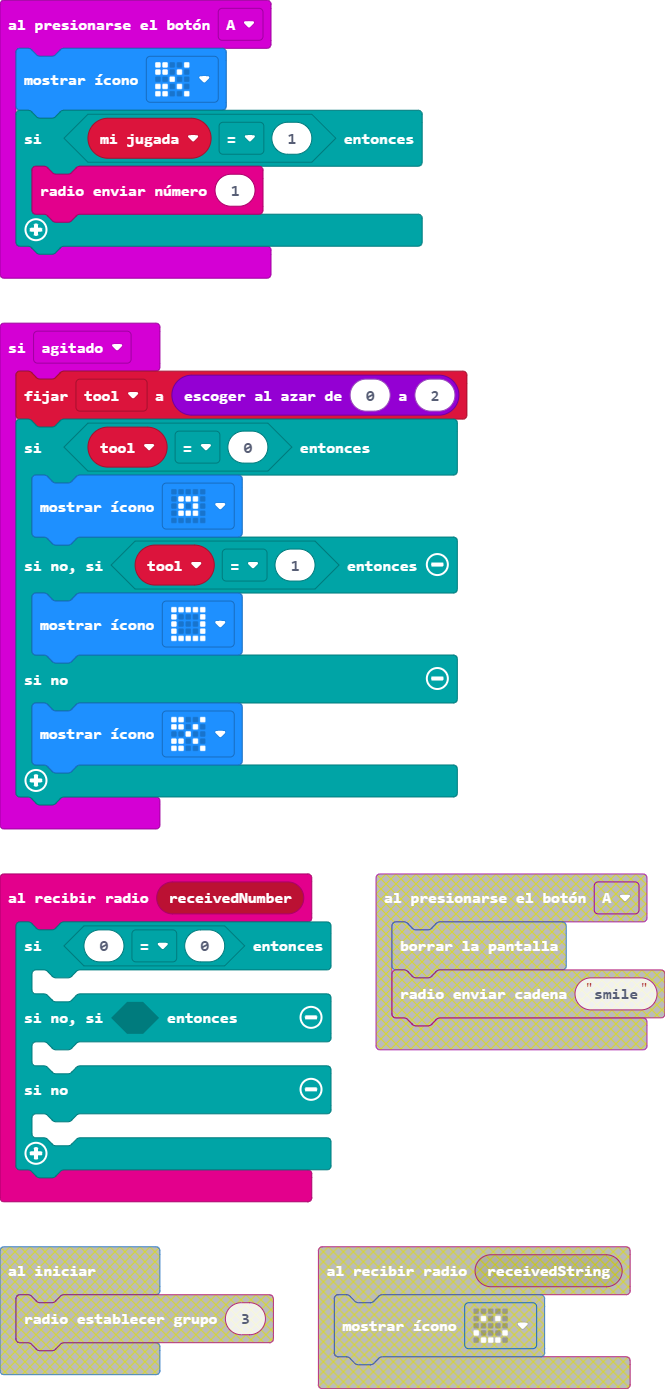 al presionarse el botón A
mostrar ícono
si mi jugada = 1 entonces
radio enviar número 1
si agitado
fijar tool a escoger al azar de 0 a 2
si tool = 0 entonces
mostrar ícono
si no, si tool = 1 entonces
mostrar ícono
si no
mostrar ícono
al recibir radio receivedNumber
si 0 = 0 entonces
si no, si entonces
si no
al presionarse el botón A
borrar la pantalla
radio enviar cadena "smile"
al iniciar
radio establecer grupo 3
al recibir radio receivedString
mostrar ícono